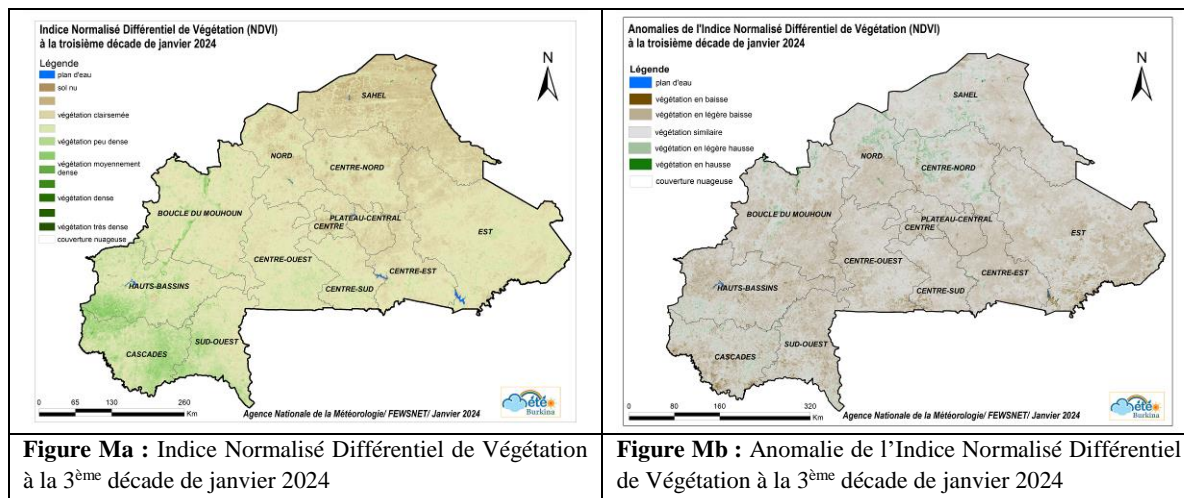 Indice Normalisé Différentiel de Végétation (NDVI)
à la troisième décade de janvier 2024
N
Légende
plan d'eau
sol nu
végétation clairsemée
végétation peu dense
végétation moyennement
dense
végétation dense
végétation très dense
couverture nuageuse
SAHEL
NORD
CENTRE-NORD
BOUCLE DU MOUHOUN
PLATEAU-CENTRAL
CENTRE
EST
CENTRE-OUEST
CENTRE-EST
HAUTS-BASSINS
CENTRE-SUD
SUD-OUEST
CASCADES
0 65 130 260
Km
Agence Nationale de la Météorologie/ FEWSNET/ Janvier 2024
été
Burkina
Anomalies de l'Indice Normalisé Différentiel de Végétation (NDVI)
à la troisième décade de janvier 2024
N
Légende
plan d'eau
végétation en baisse
végétation en légère baisse
végétation similaire
végétation en légère hausse
végétation en hausse
couverture nuageuse
SAHEL
NORD
CENTRE-NORD
BOUCLE DU MOUHOUN
PLATEAU-CENTRAL
CENTRE
EST
CENTRE-OUEST
CENTRE-EST
HAUTS-BASSINS
CENTRE-SUD
SUD-OUEST
CASCADES
0 80 160 320
Km
Agence Nationale de la Météorologie/ FEWSNET/ Janvier 2024
été
Burkina
Figure Ma : Indice Normalisé Différentiel de Végétation
à la 3ème décade de janvier 2024
Figure Mb : Anomalie de l’Indice Normalisé Différentiel
de Végétation à la 3ème décade de janvier 2024